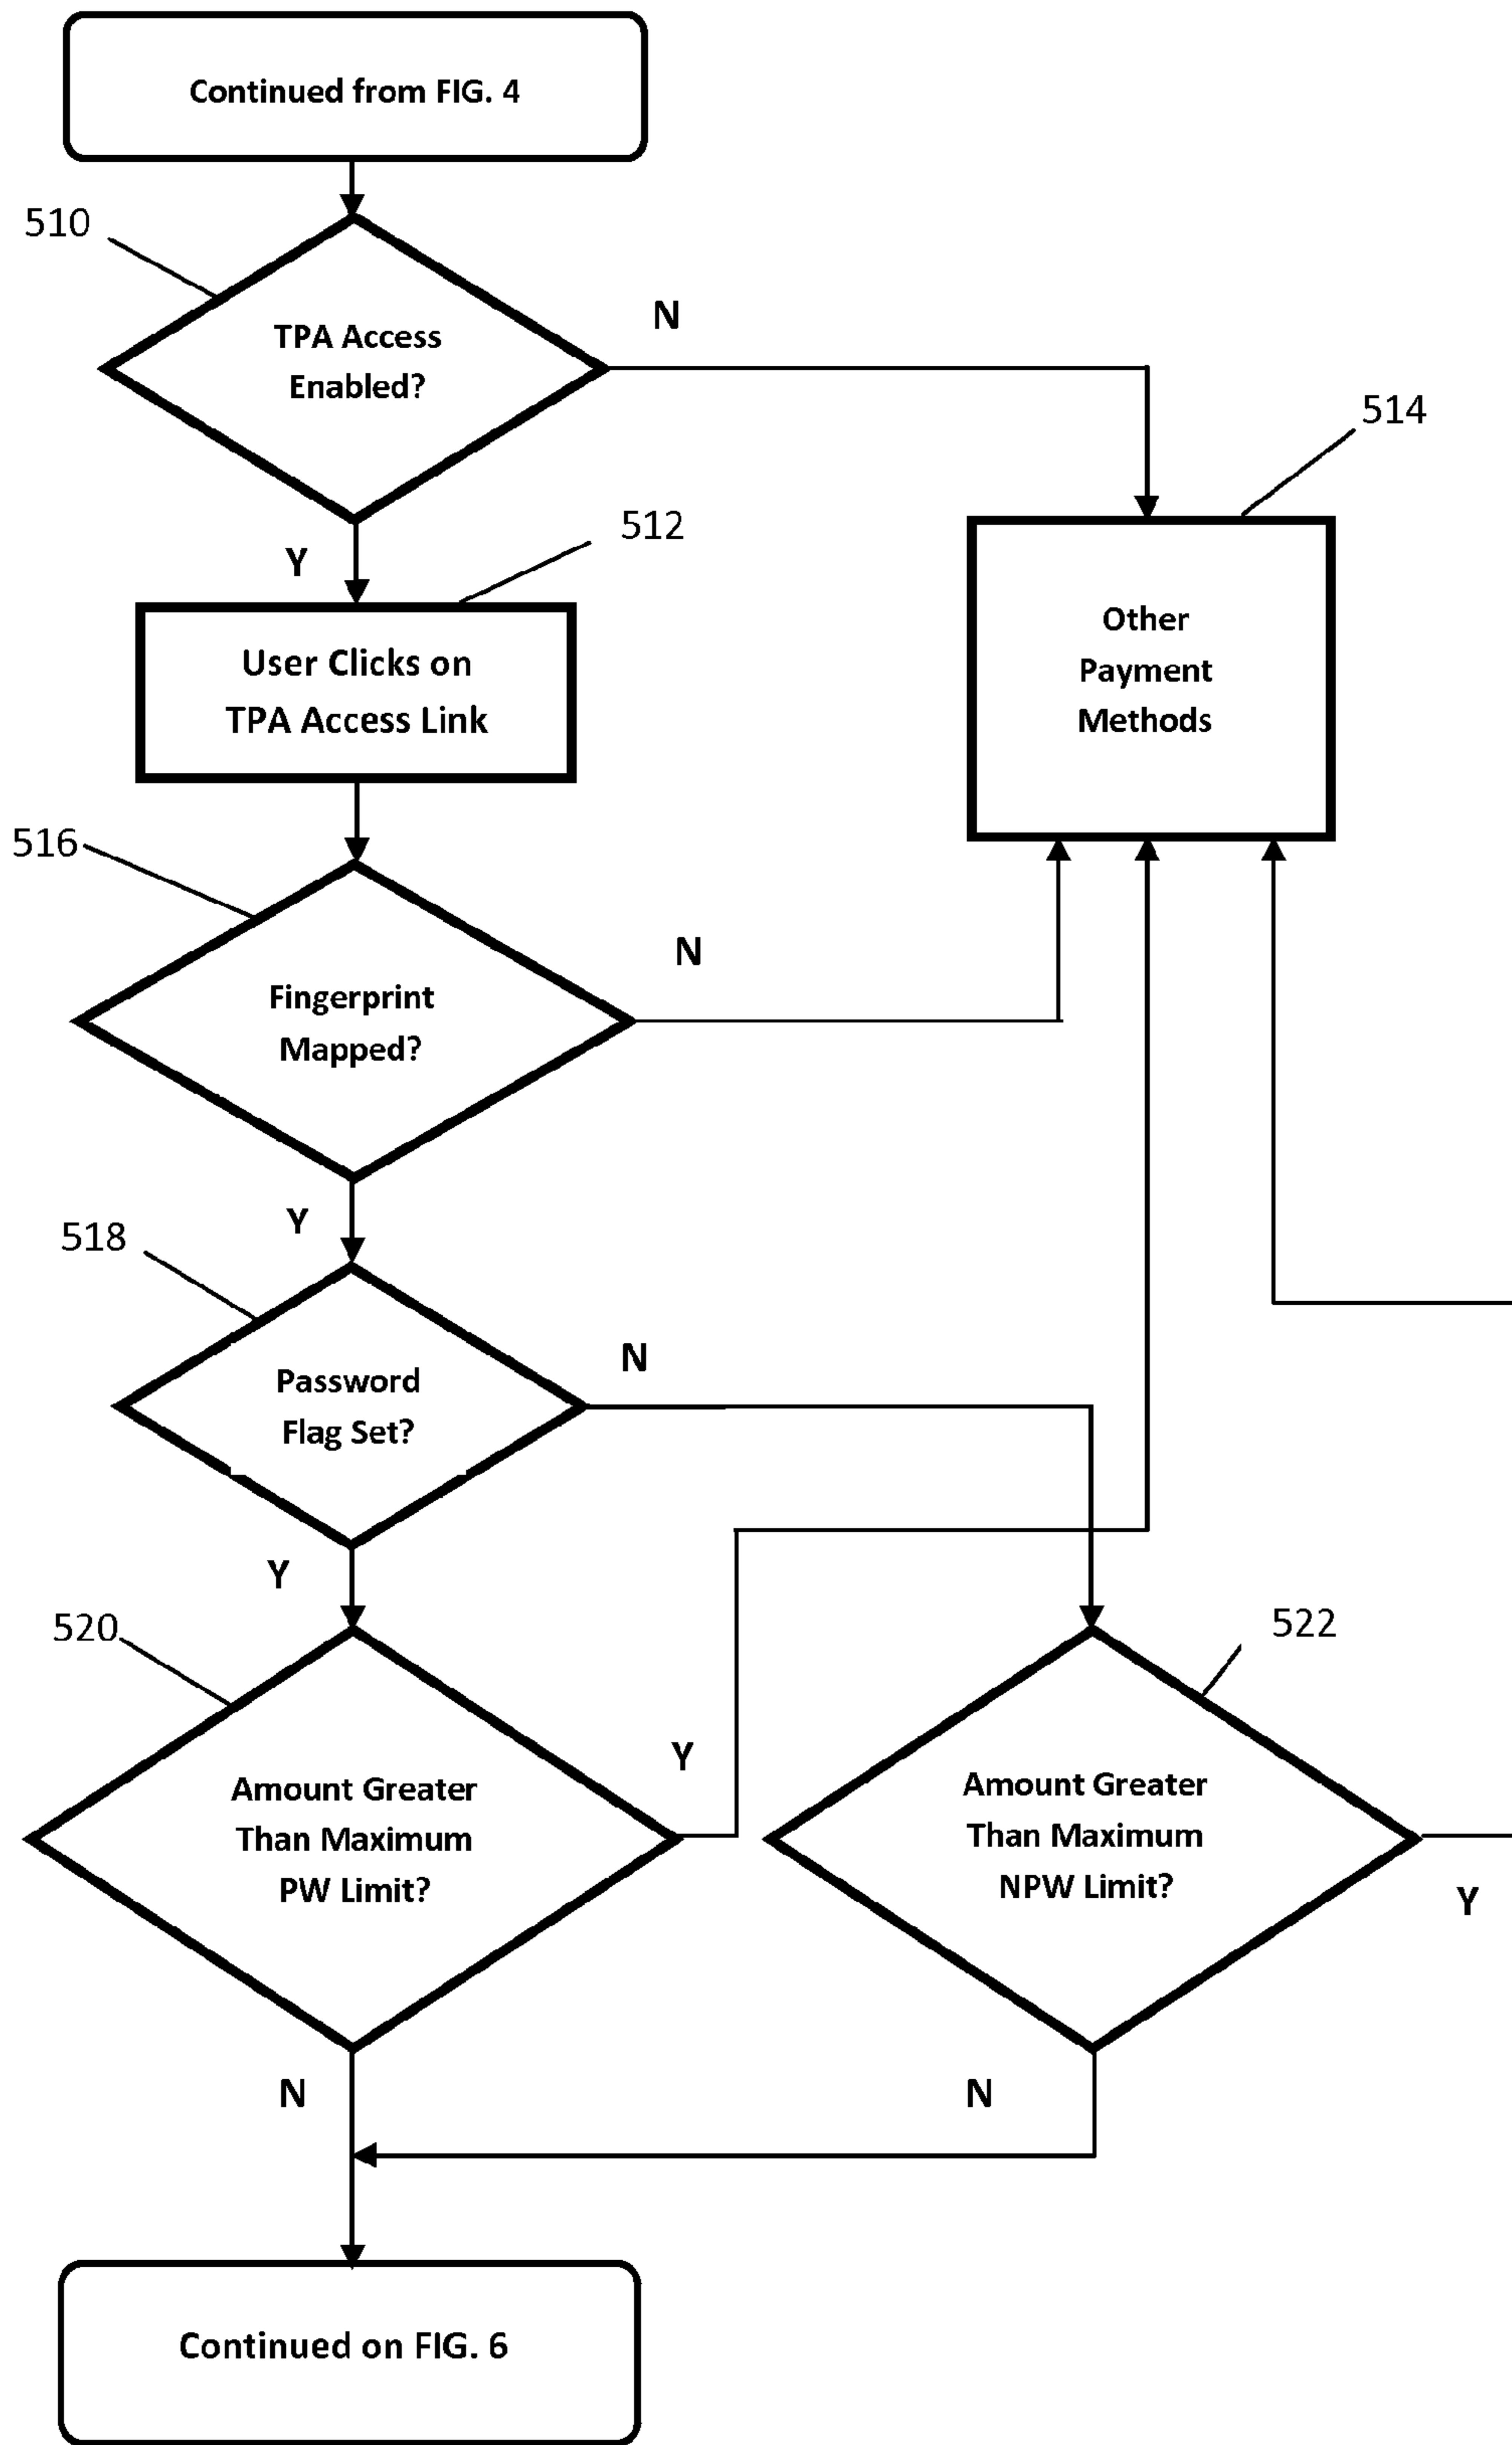 Continued from FIG. 4
510
TPA Access
Enabled?
N
514
Y
512
Other
Payment
Methods
User Clicks on
TPA Access Link
516
Fingerprint
Mapped?
N
Y
518
Password
Flag Set?
N
Y
520
522
Amount Greater
Than Maximum
PW Limit?
Y
Amount Greater
Than Maximum
NPW Limit?
Y
N
N
Continued on FIG. 6